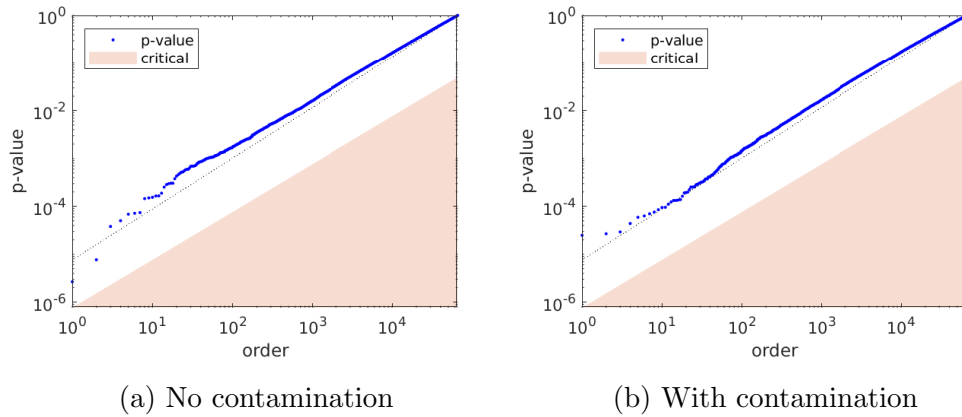 10^0
10^-2
10^-4
10^-6
p-value
p-value
critical
10^0 10^1 10^2 10^3 10^4
order
(a) No contamination
10^0
10^-2
10^-4
10^-6
p-value
p-value
critical
10^0 10^1 10^2 10^3 10^4
order
(b) With contamination